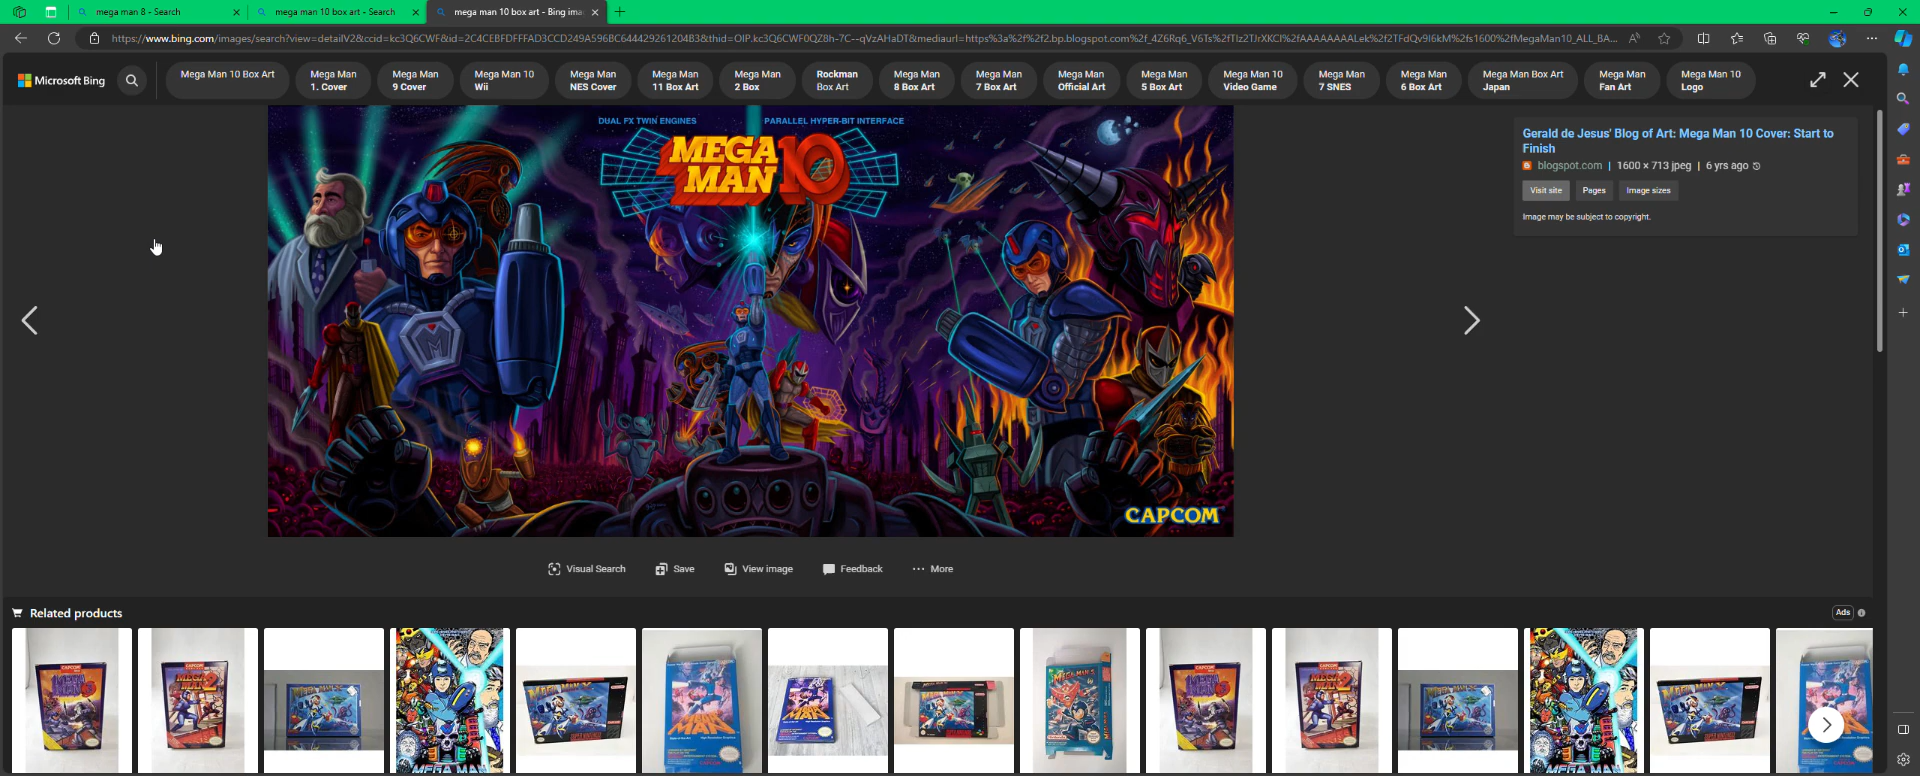 mega man 8 - Search
mega man 10 box art - Search
mega man 10 box art - Bing ima
Microsoft Bing
Mega Man 10 Box Art
Mega Man
1. Cover
Mega Man
9 Cover
Mega Man 10
Wii
Mega Man
NES Cover
Mega Man
11 Box Art
Mega Man
2 Box
Rockman
Box Art
Mega Man
8 Box Art
Mega Man
7 Box Art
Mega Man
Official Art
Mega Man
5 Box Art
Mega Man 10
Video Game
Mega Man
7 SNES
Mega Man
6 Box Art
Mega Man Box Art
Japan
Mega Man
Fan Art
Mega Man 10
Logo
DUAL FX TWIN ENGINES
PARALLEL HYPER-BIT INTERFACE
MEGA
MAN 10
CAPCOM
Gerald de Jesus' Blog of Art: Mega Man 10 Cover: Start to
Finish
blogspot.com | 1600 × 713 jpeg | 6 yrs ago
Visit site
Pages
Image sizes
Image may be subject to copyright.
Visual Search
Save
View image
Feedback
··· More
Related products
Ads